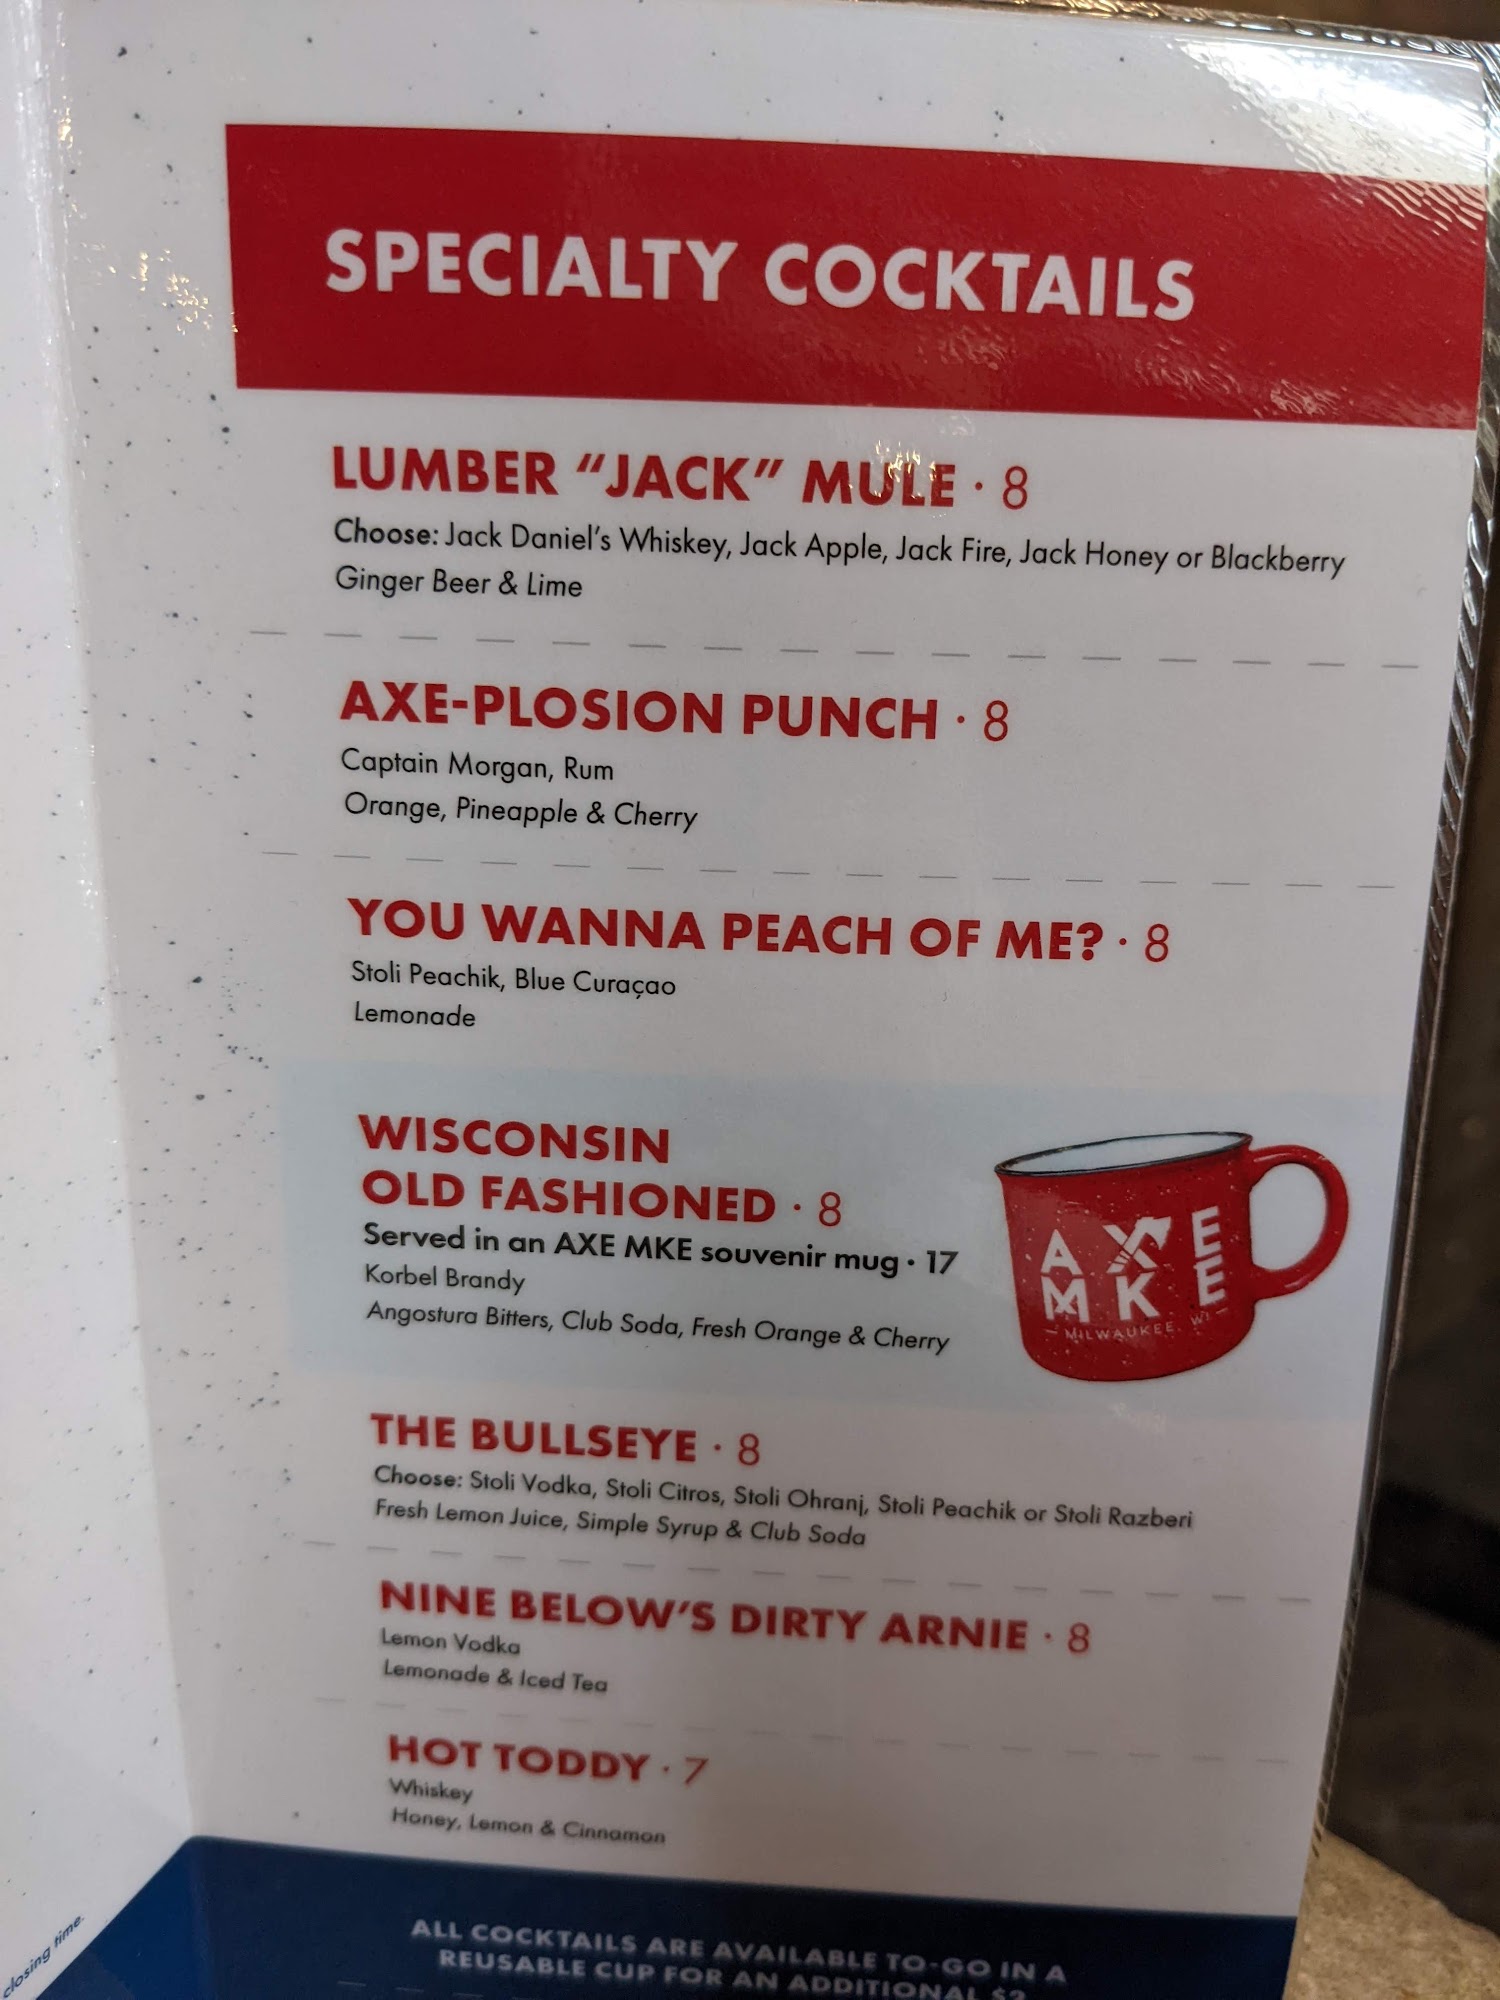 SPECIALTY COCKTAILS
LUMBER “JACK” MULE · 8
Choose: Jack Daniel’s Whiskey, Jack Apple, Jack Fire, Jack Honey or Blackberry
Ginger Beer & Lime
AXE-PLOSION PUNCH · 8
Captain Morgan, Rum
Orange, Pineapple & Cherry
YOU WANNA PEACH OF ME? · 8
Stoli Peachik, Blue Curaçao
Lemonade
WISCONSIN
OLD FASHIONED · 8
Served in an AXE MKE souvenir mug · 17
Korbel Brandy
Angostura Bitters, Club Soda, Fresh Orange & Cherry
AXE
MKE
MILWAUKEE, WI
THE BULLSEYE · 8
Choose: Stoli Vodka, Stoli Citros, Stoli Ohranj, Stoli Peachik or Stoli Razberi
Fresh Lemon Juice, Simple Syrup & Club Soda
NINE BELOW’S DIRTY ARNIE · 8
Lemon Vodka
Lemonade & Iced Tea
HOT TODDY · 7
Whiskey
Honey, Lemon & Cinnamon
ALL COCKTAILS ARE AVAILABLE TO-GO IN A
REUSABLE CUP FOR AN ADDITIONAL
closing time.